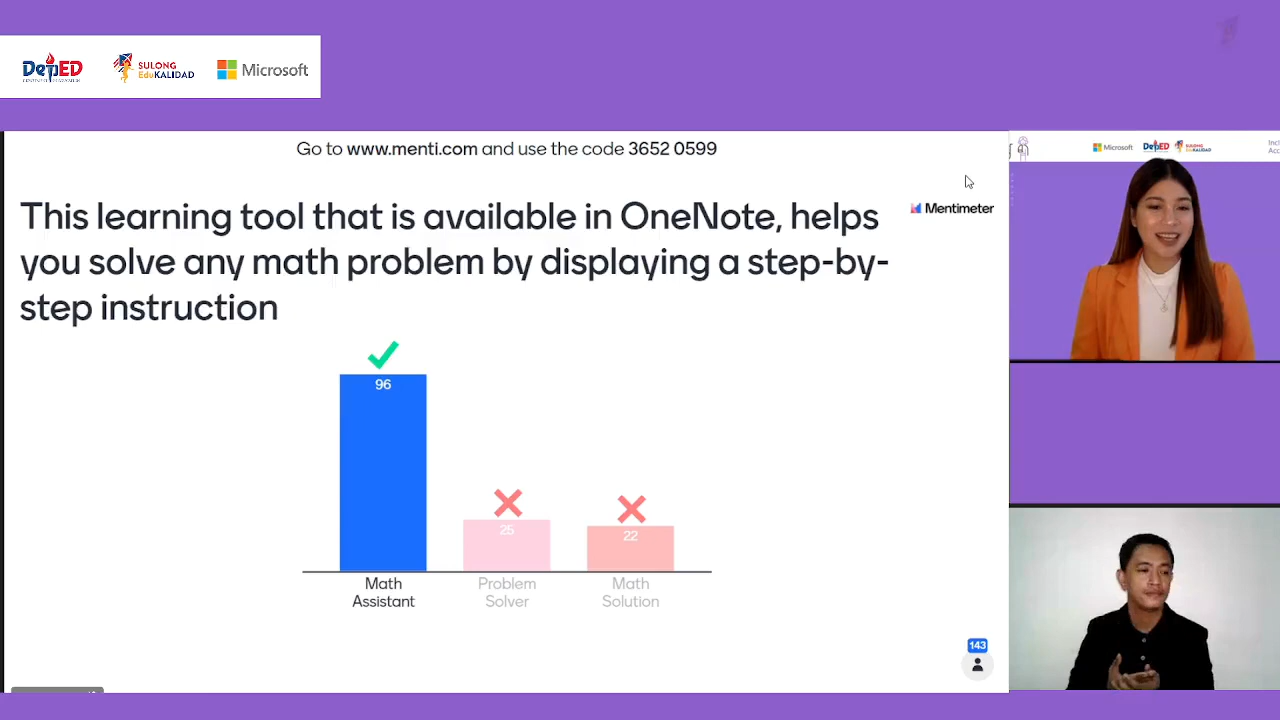 DepED
SULONG
EduKALIDAD
Microsoft
Go to www.menti.com and use the code 3652 0599
Microsoft
DepED
SULONG
EduKALIDAD
Mentimeter
This learning tool that is available in OneNote, helps
you solve any math problem by displaying a step-by-
step instruction
96
25
22
Math
Assistant
Problem
Solver
Math
Solution
143